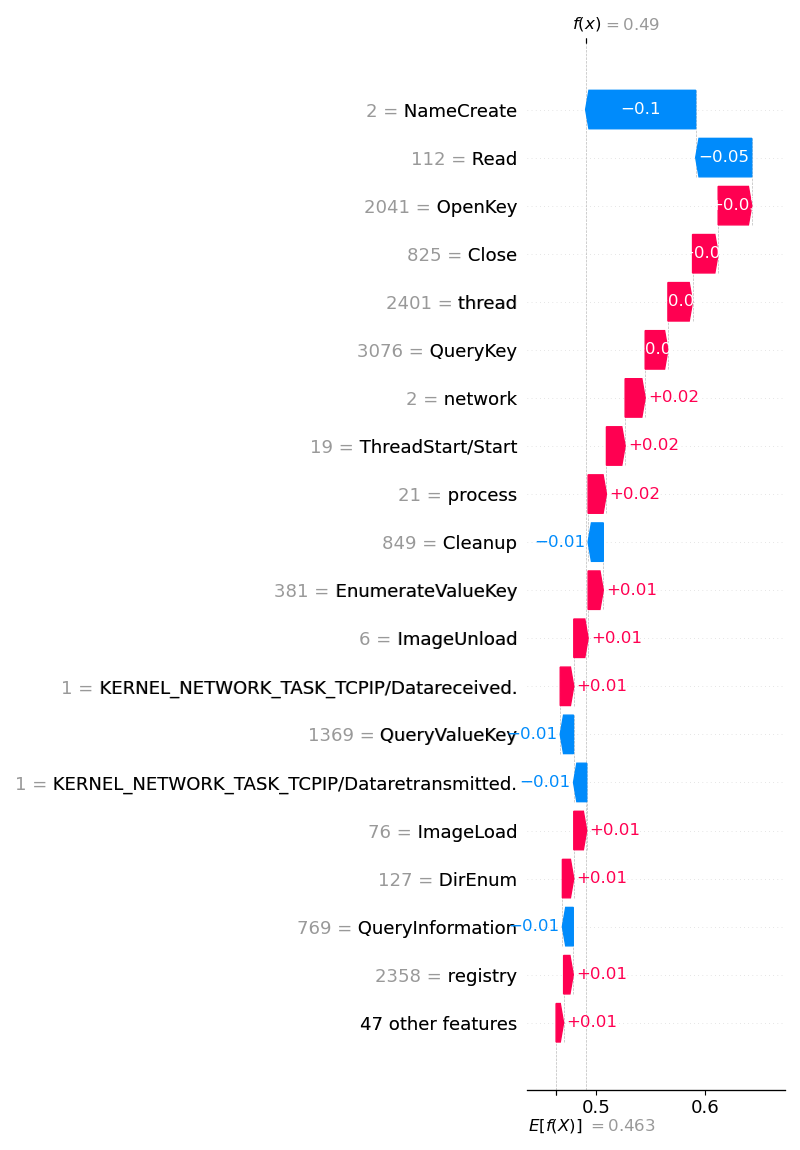 f(x) = 0.49
2 = NameCreate −0.1
112 = Read −0.05
2041 = OpenKey
825 = Close
2401 = thread
3076 = QueryKey
2 = network +0.02
19 = ThreadStart/Start +0.02
21 = process +0.02
849 = Cleanup −0.01
381 = EnumerateValueKey +0.01
6 = ImageUnload +0.01
1 = KERNEL_NETWORK_TASK_TCPIP/Datareceived. +0.01
1369 = QueryValueKey −0.01
1 = KERNEL_NETWORK_TASK_TCPIP/Dataretransmitted. −0.01
76 = ImageLoad +0.01
127 = DirEnum +0.01
769 = QueryInformation −0.01
2358 = registry +0.01
47 other features +0.01
0.5 0.6
E[f(X)] = 0.463